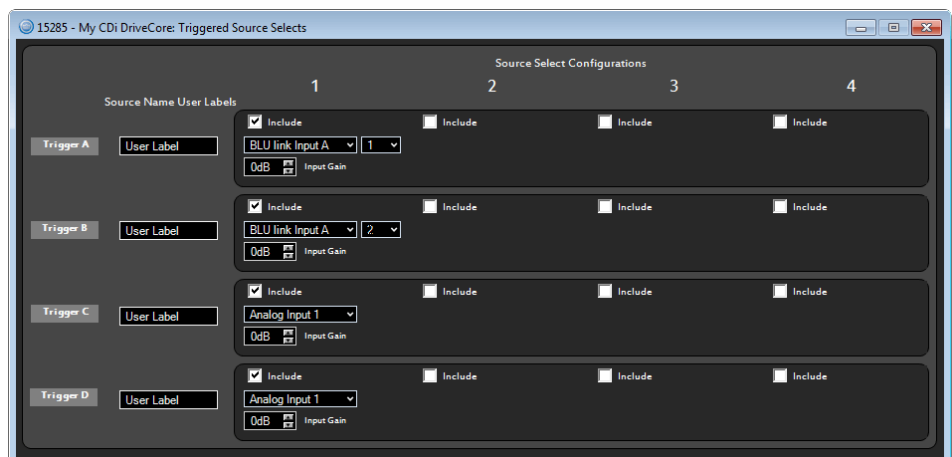 15285 - My CDi DriveCore: Triggered Source Selects
Source Select Configurations
1 2 3 4
Source Name User Labels
Include Include Include Include
Trigger A User Label BLU link Input A 1
0dB Input Gain
Include Include Include Include
Trigger B User Label BLU link Input A 2
0dB Input Gain
Include Include Include Include
Trigger C User Label Analog Input 1
0dB Input Gain
Include Include Include Include
Trigger D User Label Analog Input 1
0dB Input Gain